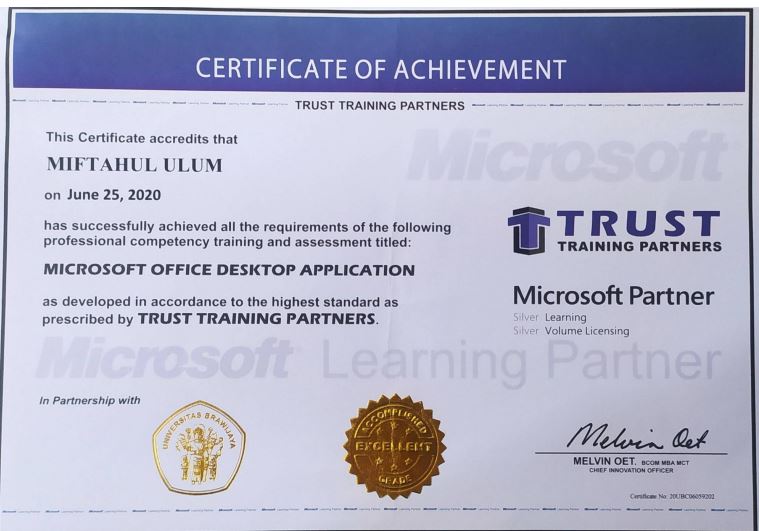 CERTIFICATE OF ACHIEVEMENT
TRUST TRAINING PARTNERS
This Certificate accredits that
MIFTAHUL ULUM
on June 25, 2020
has successfully achieved all the requirements of the following
professional competency training and assessment titled:
MICROSOFT OFFICE DESKTOP APPLICATION
as developed in accordance to the highest standard as
prescribed by TRUST TRAINING PARTNERS.
Microsoft
TRUST
TRAINING PARTNERS
Microsoft Partner
Silver Learning
Silver Volume Licensing
Microsoft Learning Partner
In Partnership with
UNIVERSITAS BRAWIJAYA
ACCOMPLISHED
EXCELLENT
GRADE
Melvin Oet
MELVIN OET. BCOM MBA MCT
CHIEF INNOVATION OFFICER
Certificate No: 20UBC06059202